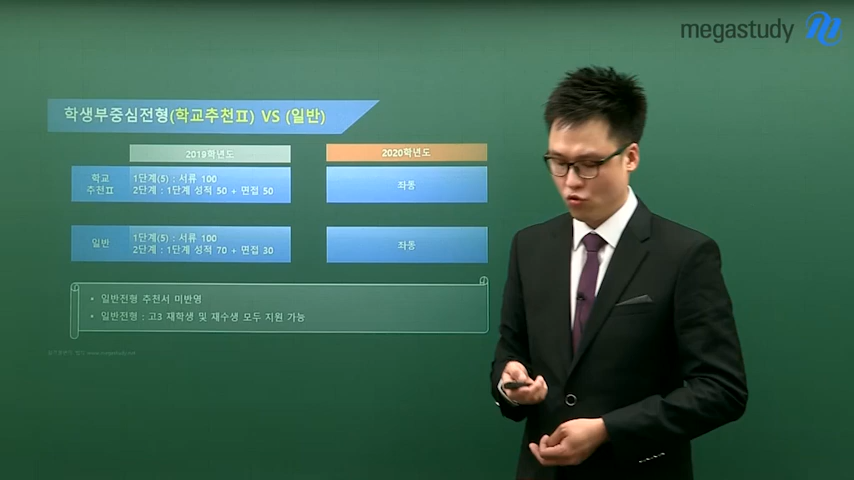 megastudy
학생부중심전형(학교추천Ⅱ) VS (일반)
2019학년도
2020학년도
학교
추천Ⅱ
1단계(5) : 서류 100
2단계 : 1단계 성적 50 + 면접 50
좌동
일반
1단계(5) : 서류 100
2단계 : 1단계 성적 70 + 면접 30
좌동
• 일반전형 추천서 미반영
• 일반전형 : 고3 재학생 및 재수생 모두 지원 가능